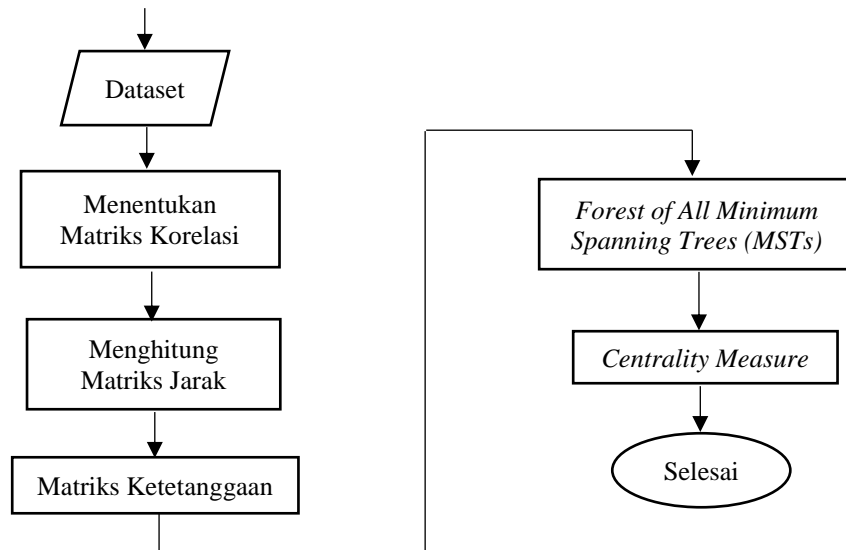 Dataset
Menentukan
Matriks Korelasi
Menghitung
Matriks Jarak
Matriks Ketetanggaan
Forest of All Minimum
Spanning Trees (MSTs)
Centrality Measure
Selesai